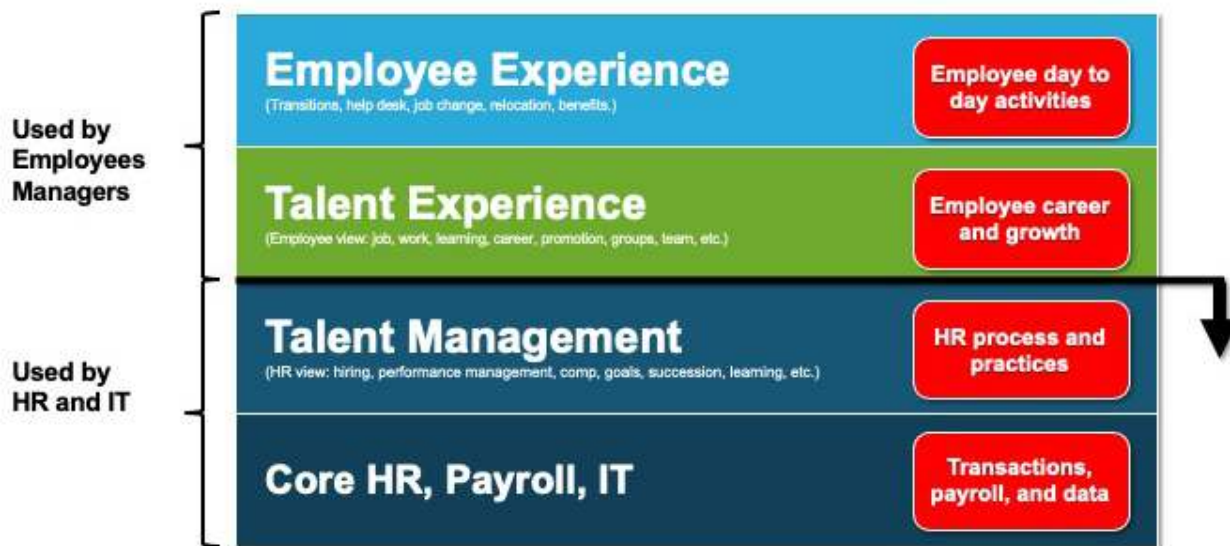 Used by
Employees
Managers
Employee Experience
(Transitions, help desk, job change, relocation, benefits.)
Employee day to
day activities
Talent Experience
(Employee view: job, work, learning, career, promotion, groups, team, etc.)
Employee career
and growth
Used by
HR and IT
Talent Management
(HR view: hiring, performance management, comp, goals, succession, learning, etc.)
HR process and
practices
Core HR, Payroll, IT
Transactions,
payroll, and data